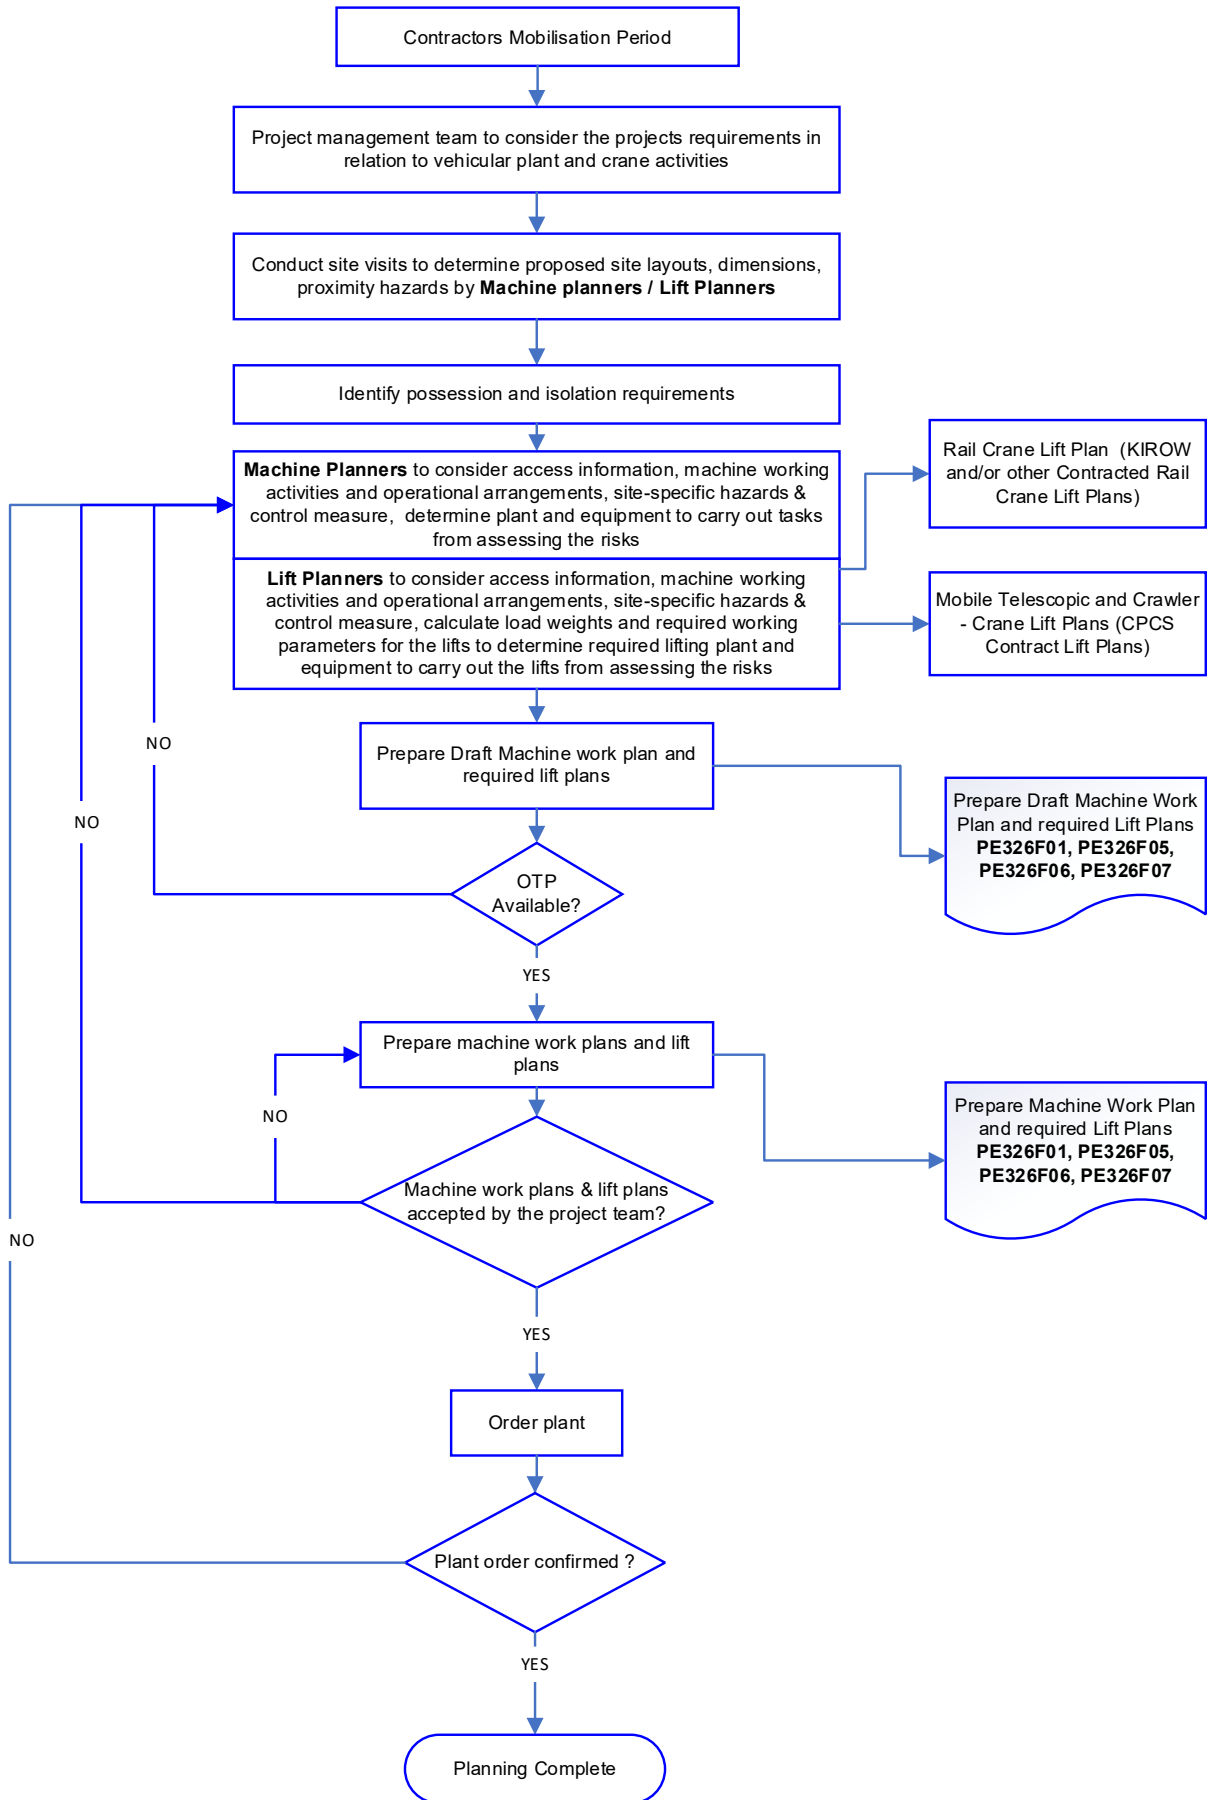 Contractors Mobilisation Period
Project management team to consider the projects requirements in
relation to vehicular plant and crane activities
Conduct site visits to determine proposed site layouts, dimensions,
proximity hazards by Machine planners / Lift Planners
Identify possession and isolation requirements
Machine Planners to consider access information, machine working
activities and operational arrangements, site-specific hazards &
control measure,  determine plant and equipment to carry out tasks
from assessing the risks
Lift Planners to consider access information, machine working
activities and operational arrangements, site-specific hazards &
control measure, calculate load weights and required working
parameters for the lifts to determine required lifting plant and
equipment to carry out the lifts from assessing the risks
Rail Crane Lift Plan  (KIROW
and/or other Contracted Rail
Crane Lift Plans)
Mobile Telescopic and Crawler
- Crane Lift Plans (CPCS
Contract Lift Plans)
NO
NO
Prepare Draft Machine work plan and
required lift plans
Prepare Draft Machine Work
Plan and required Lift Plans
PE326F01, PE326F05,
PE326F06, PE326F07
OTP
Available?
YES
Prepare machine work plans and lift
plans
NO
Prepare Machine Work Plan
and required Lift Plans
PE326F01, PE326F05,
PE326F06, PE326F07
Machine work plans & lift plans
accepted by the project team?
NO
YES
Order plant
Plant order confirmed ?
YES
Planning Complete